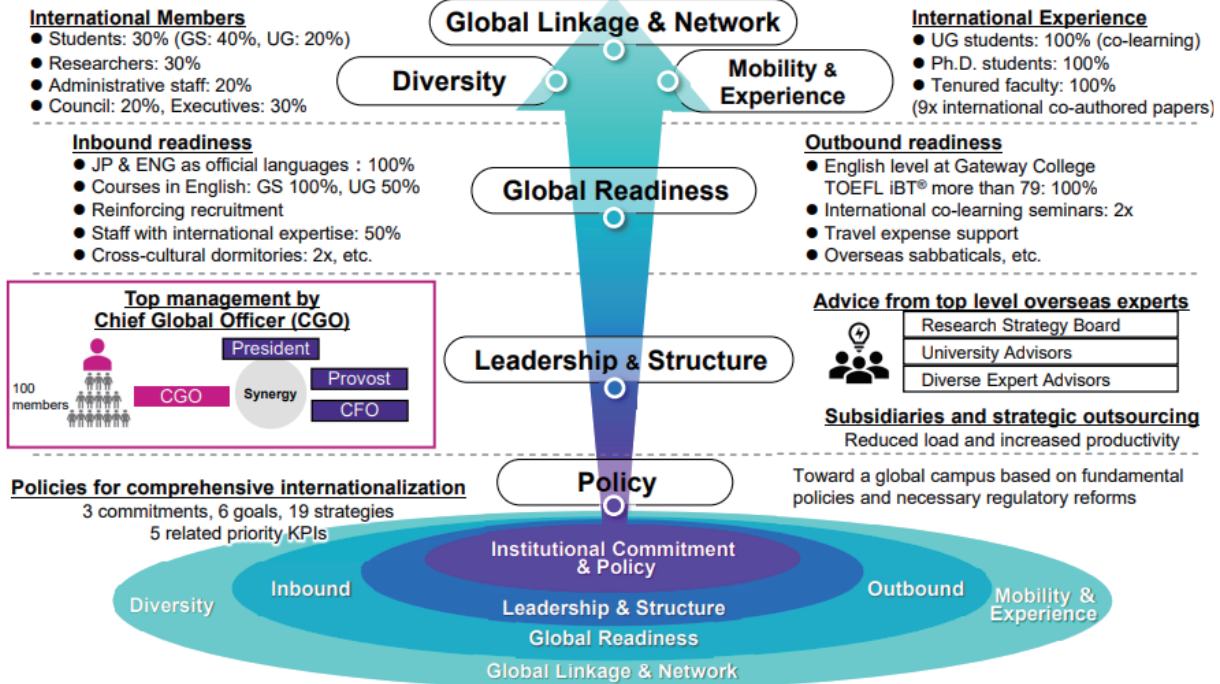 International Members
● Students: 30% (GS: 40%, UG: 20%)
● Researchers: 30%
● Administrative staff: 20%
● Council: 20%, Executives: 30%
Global Linkage & Network
Diversity
Mobility &
Experience
International Experience
● UG students: 100% (co-learning)
● Ph.D. students: 100%
● Tenured faculty: 100%
(9x international co-authored papers)
Inbound readiness
● JP & ENG as official languages : 100%
● Courses in English: GS 100%, UG 50%
● Reinforcing recruitment
● Staff with international expertise: 50%
● Cross-cultural dormitories: 2x, etc.
Global Readiness
Outbound readiness
● English level at Gateway College
TOEFL iBT® more than 79: 100%
● International co-learning seminars: 2x
● Travel expense support
● Overseas sabbaticals, etc.
Top management by
Chief Global Officer (CGO)
100
members
CGO
Synergy
President
Provost
CFO
Leadership & Structure
Advice from top level overseas experts
Research Strategy Board
University Advisors
Diverse Expert Advisors
Subsidiaries and strategic outsourcing
Reduced load and increased productivity
Policies for comprehensive internationalization
3 commitments, 6 goals, 19 strategies
5 related priority KPIs
Policy
Toward a global campus based on fundamental
policies and necessary regulatory reforms
Institutional Commitment
& Policy
Leadership & Structure
Inbound
Outbound
Global Readiness
Diversity
Mobility &
Experience
Global Linkage & Network